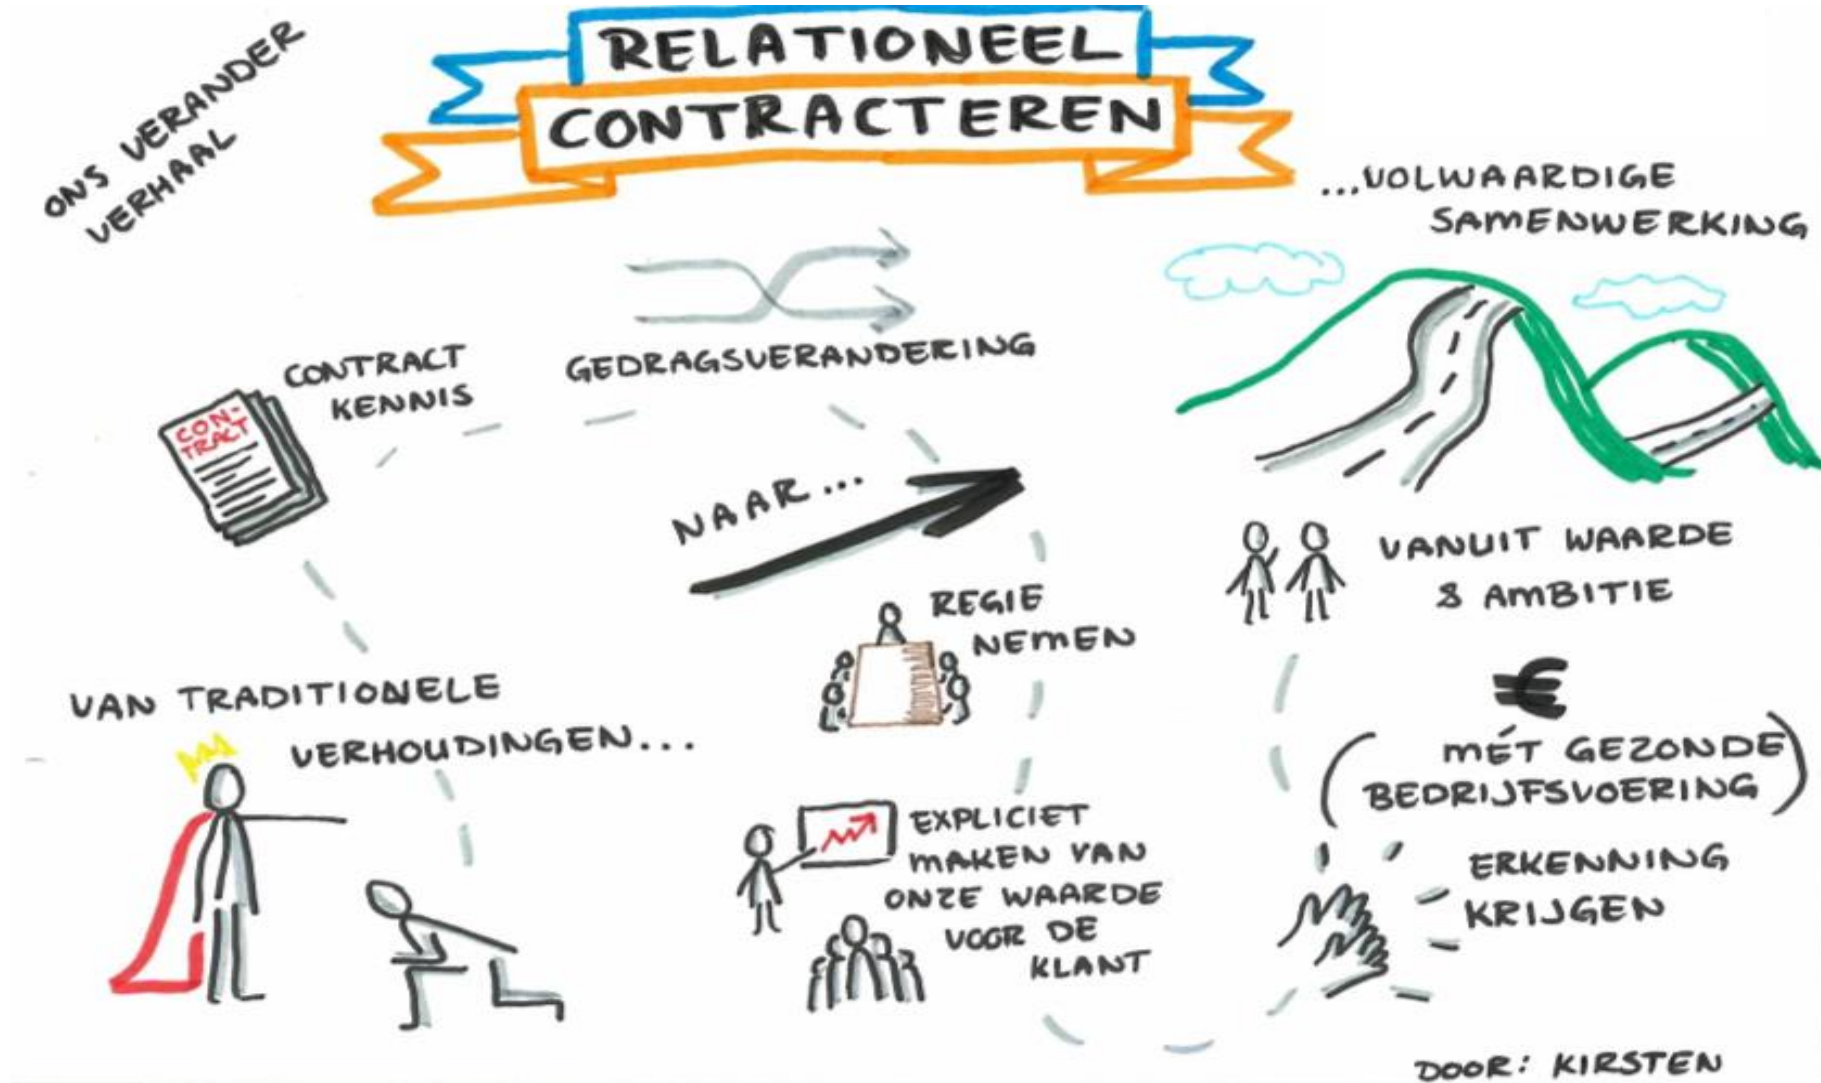 ONS VERANDER
VERHAAL
RELATIONEEL
CONTRACTEREN
...VOLWAARDIGE
SAMENWERKING
CONTRACT
KENNIS
CON-
TRACT
GEDRAGSVERANDERING
NAAR...
REGIE
NEMEN
VANUIT WAARDE
& AMBITIE
VAN TRADITIONELE
VERHOUDINGEN...
€
(MÉT GEZONDE
BEDRIJFSVOERING)
EXPLICIET
MAKEN VAN
ONZE WAARDE
VOOR DE
KLANT
ERKENNING
KRIJGEN
DOOR: KIRSTEN